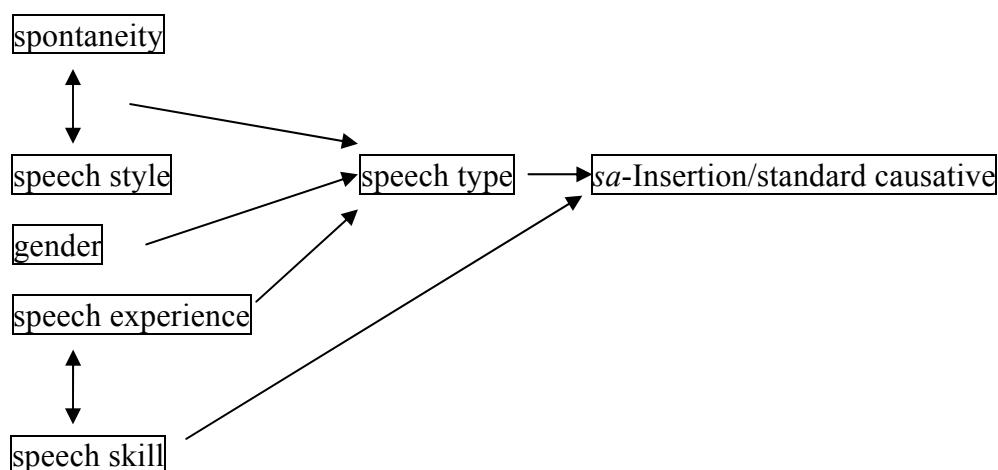 spontaneity
speech style
speech type
sa-Insertion/standard causative
gender
speech experience
speech skill